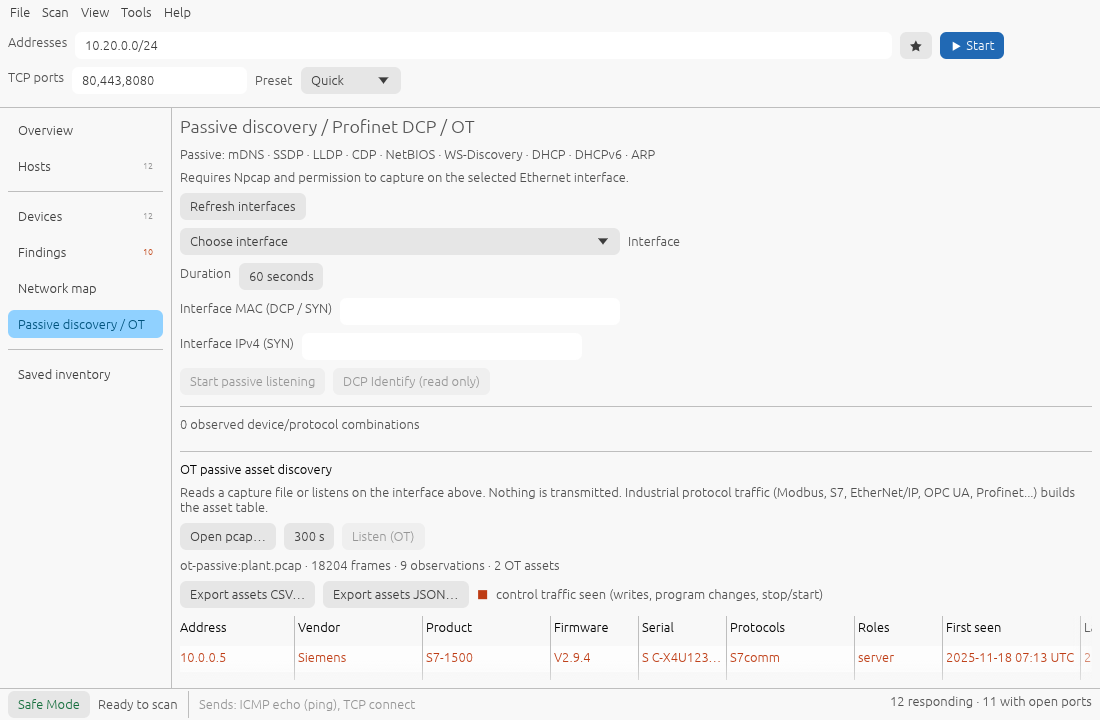 File Scan View Tools Help
Addresses 10.20.0.0/24 Start
TCP ports 80,443,8080 Preset Quick
Overview
Hosts 12
Devices 12
Findings 10
Network map
Passive discovery / OT
Saved inventory
Passive discovery / Profinet DCP / OT
Passive: mDNS · SSDP · LLDP · CDP · NetBIOS · WS-Discovery · DHCP · DHCPv6 · ARP
Requires Npcap and permission to capture on the selected Ethernet interface.
Refresh interfaces
Choose interface Interface
Duration 60 seconds
Interface MAC (DCP / SYN)
Interface IPv4 (SYN)
Start passive listening DCP Identify (read only)
0 observed device/protocol combinations
OT passive asset discovery
Reads a capture file or listens on the interface above. Nothing is transmitted. Industrial protocol traffic (Modbus, S7, EtherNet/IP, OPC UA, Profinet...) builds
the asset table.
Open pcap... 300 s Listen (OT)
ot-passive:plant.pcap · 18204 frames · 9 observations · 2 OT assets
Export assets CSV... Export assets JSON... control traffic seen (writes, program changes, stop/start)
Address Vendor Product Firmware Serial Protocols Roles First seen
10.0.0.5 Siemens S7-1500 V2.9.4 S C-X4U123... S7comm server 2025-11-18 07:13 UTC
Safe Mode Ready to scan Sends: ICMP echo (ping), TCP connect 12 responding · 11 with open ports